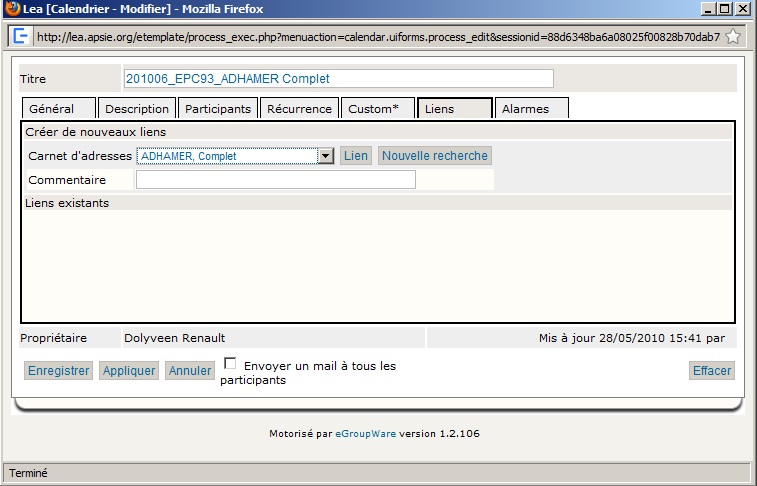 Lea [Calendrier - Modifier] - Mozilla Firefox
http://lea.apsie.org/etemplate/process_exec.php?menuaction=calendar.uiforms.process_edit&sessionid=88d6348ba6a08025f00828b70dab7
Titre 201006_EPC93_ADHAMER Complet
Général Description Participants Récurrence Custom* Liens Alarmes
Créer de nouveaux liens
Carnet d'adresses ADHAMER, Complet Lien Nouvelle recherche
Commentaire
Liens existants
Propriétaire Dolyveen Renault Mis à jour 28/05/2010 15:41 par
Enregistrer Appliquer Annuler Envoyer un mail à tous les
participants Effacer
Motorisé par eGroupWare version 1.2.106
Terminé